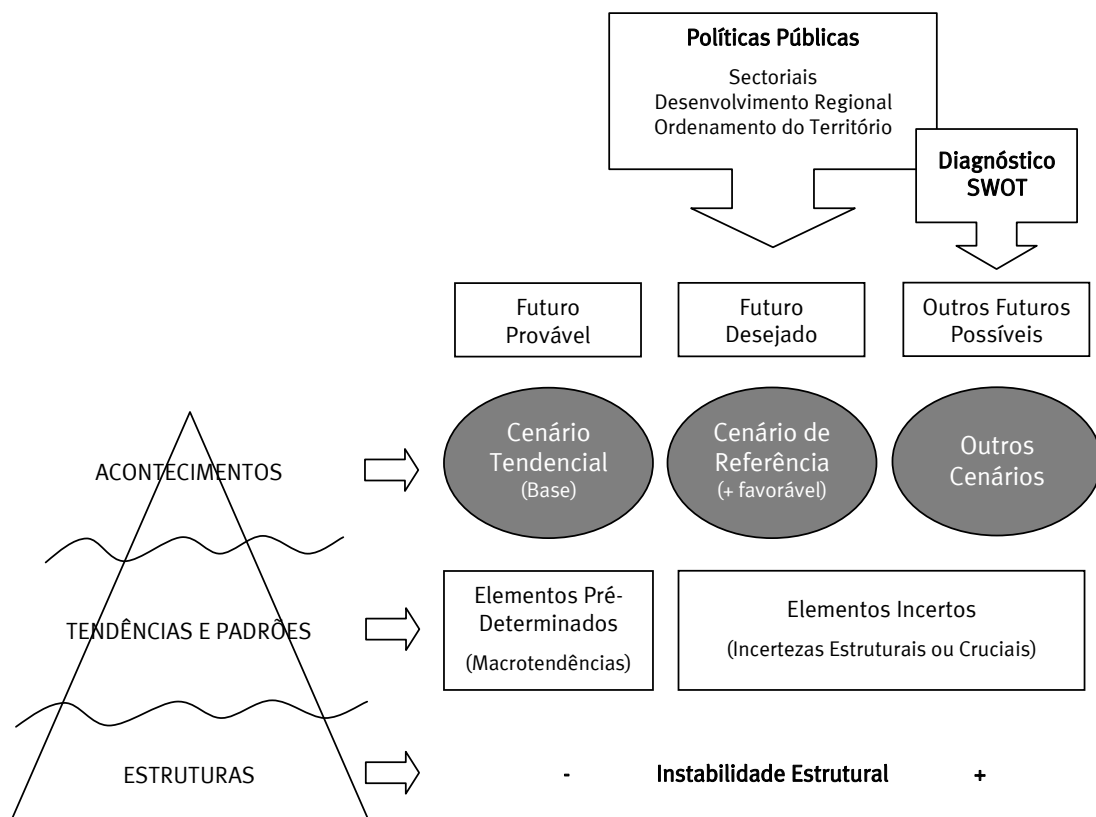 Políticas Públicas
Sectoriais
Desenvolvimento Regional
Ordenamento do Território
Diagnóstico
SWOT
Futuro
Provável
Futuro
Desejado
Outros Futuros
Possíveis
ACONTECIMENTOS
Cenário
Tendencial
(Base)
Cenário de
Referência
(+ favorável)
Outros
Cenários
TENDÊNCIAS E PADRÕES
Elementos Pré-
Determinados
(Macrotendências)
Elementos Incertos
(Incertezas Estruturais ou Cruciais)
ESTRUTURAS
- Instabilidade Estrutural +